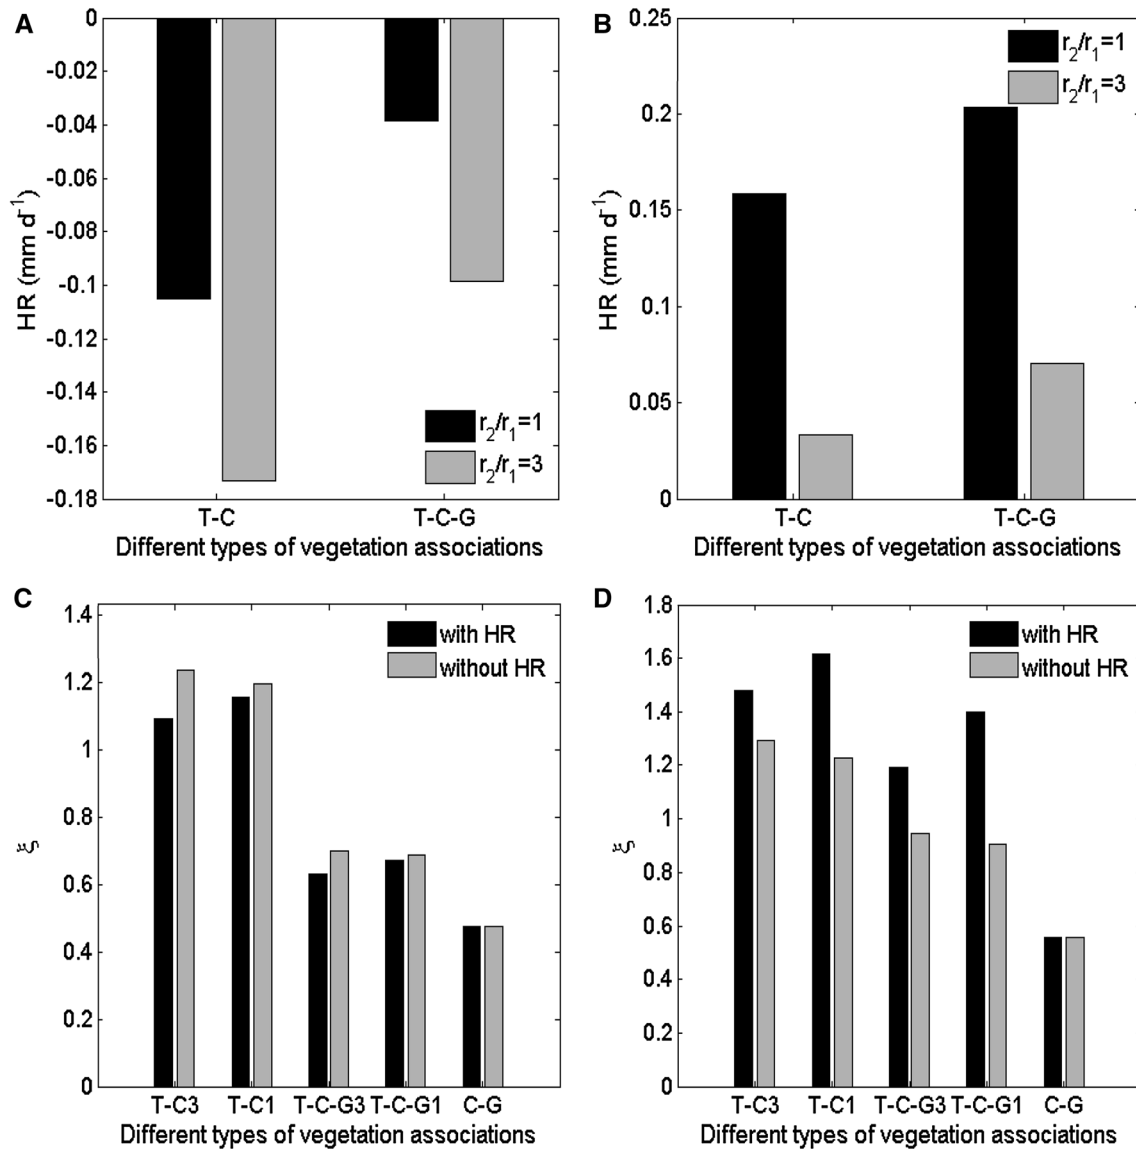 A
0
-0.02
-0.04
-0.06
-0.08
-0.1
-0.12
-0.14
-0.16
-0.18
HR (mm d⁻¹)
r₂/r₁=1
r₂/r₁=3
T-C T-C-G
Different types of vegetation associations
B
0.25
0.2
0.15
0.1
0.05
0
HR (mm d⁻¹)
r₂/r₁=1
r₂/r₁=3
T-C T-C-G
Different types of vegetation associations
C
1.4
1.2
1
0.8
0.6
0.4
0.2
0
ξ
with HR
without HR
T-C3 T-C1 T-C-G3 T-C-G1 C-G
Different types of vegetation associations
D
1.8
1.6
1.4
1.2
1
0.8
0.6
0.4
0.2
0
ξ
with HR
without HR
T-C3 T-C1 T-C-G3 T-C-G1 C-G
Different types of vegetation associations